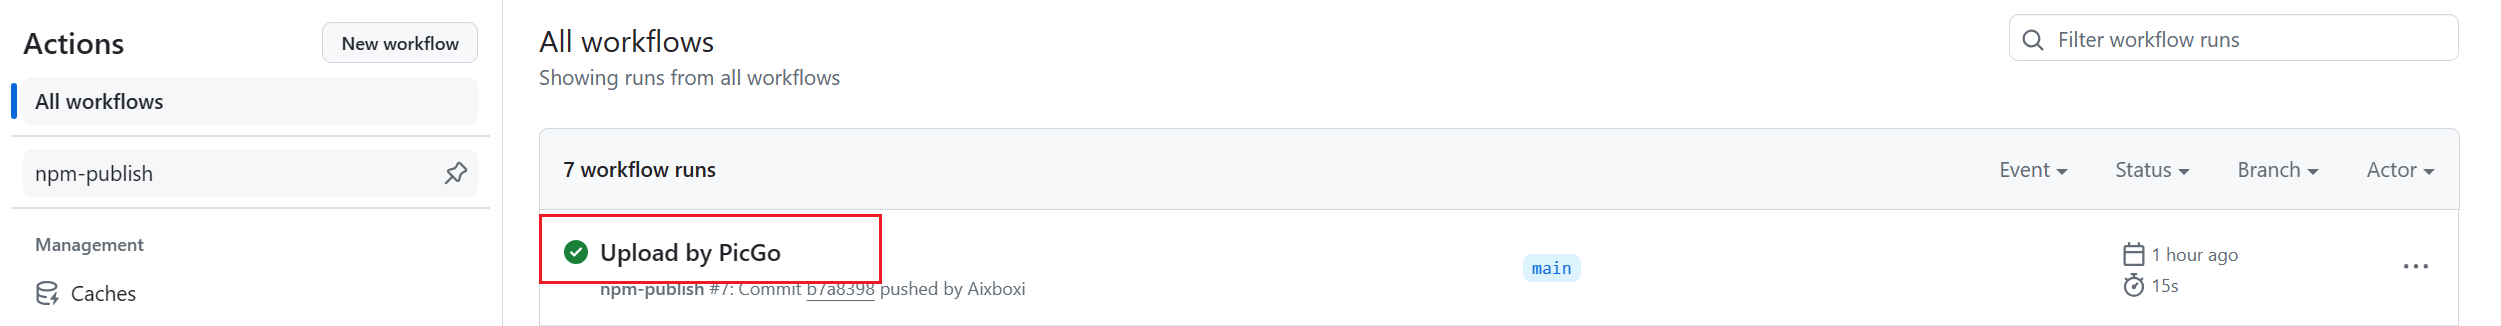 Actions
New workflow
All workflows
npm-publish
Management
Caches
All workflows
Showing runs from all workflows
Filter workflow runs
7 workflow runs
Event
Status
Branch
Actor
Upload by PicGo
npm-publish #7: Commit b7a8398 pushed by Aixboxi
main
1 hour ago
15s